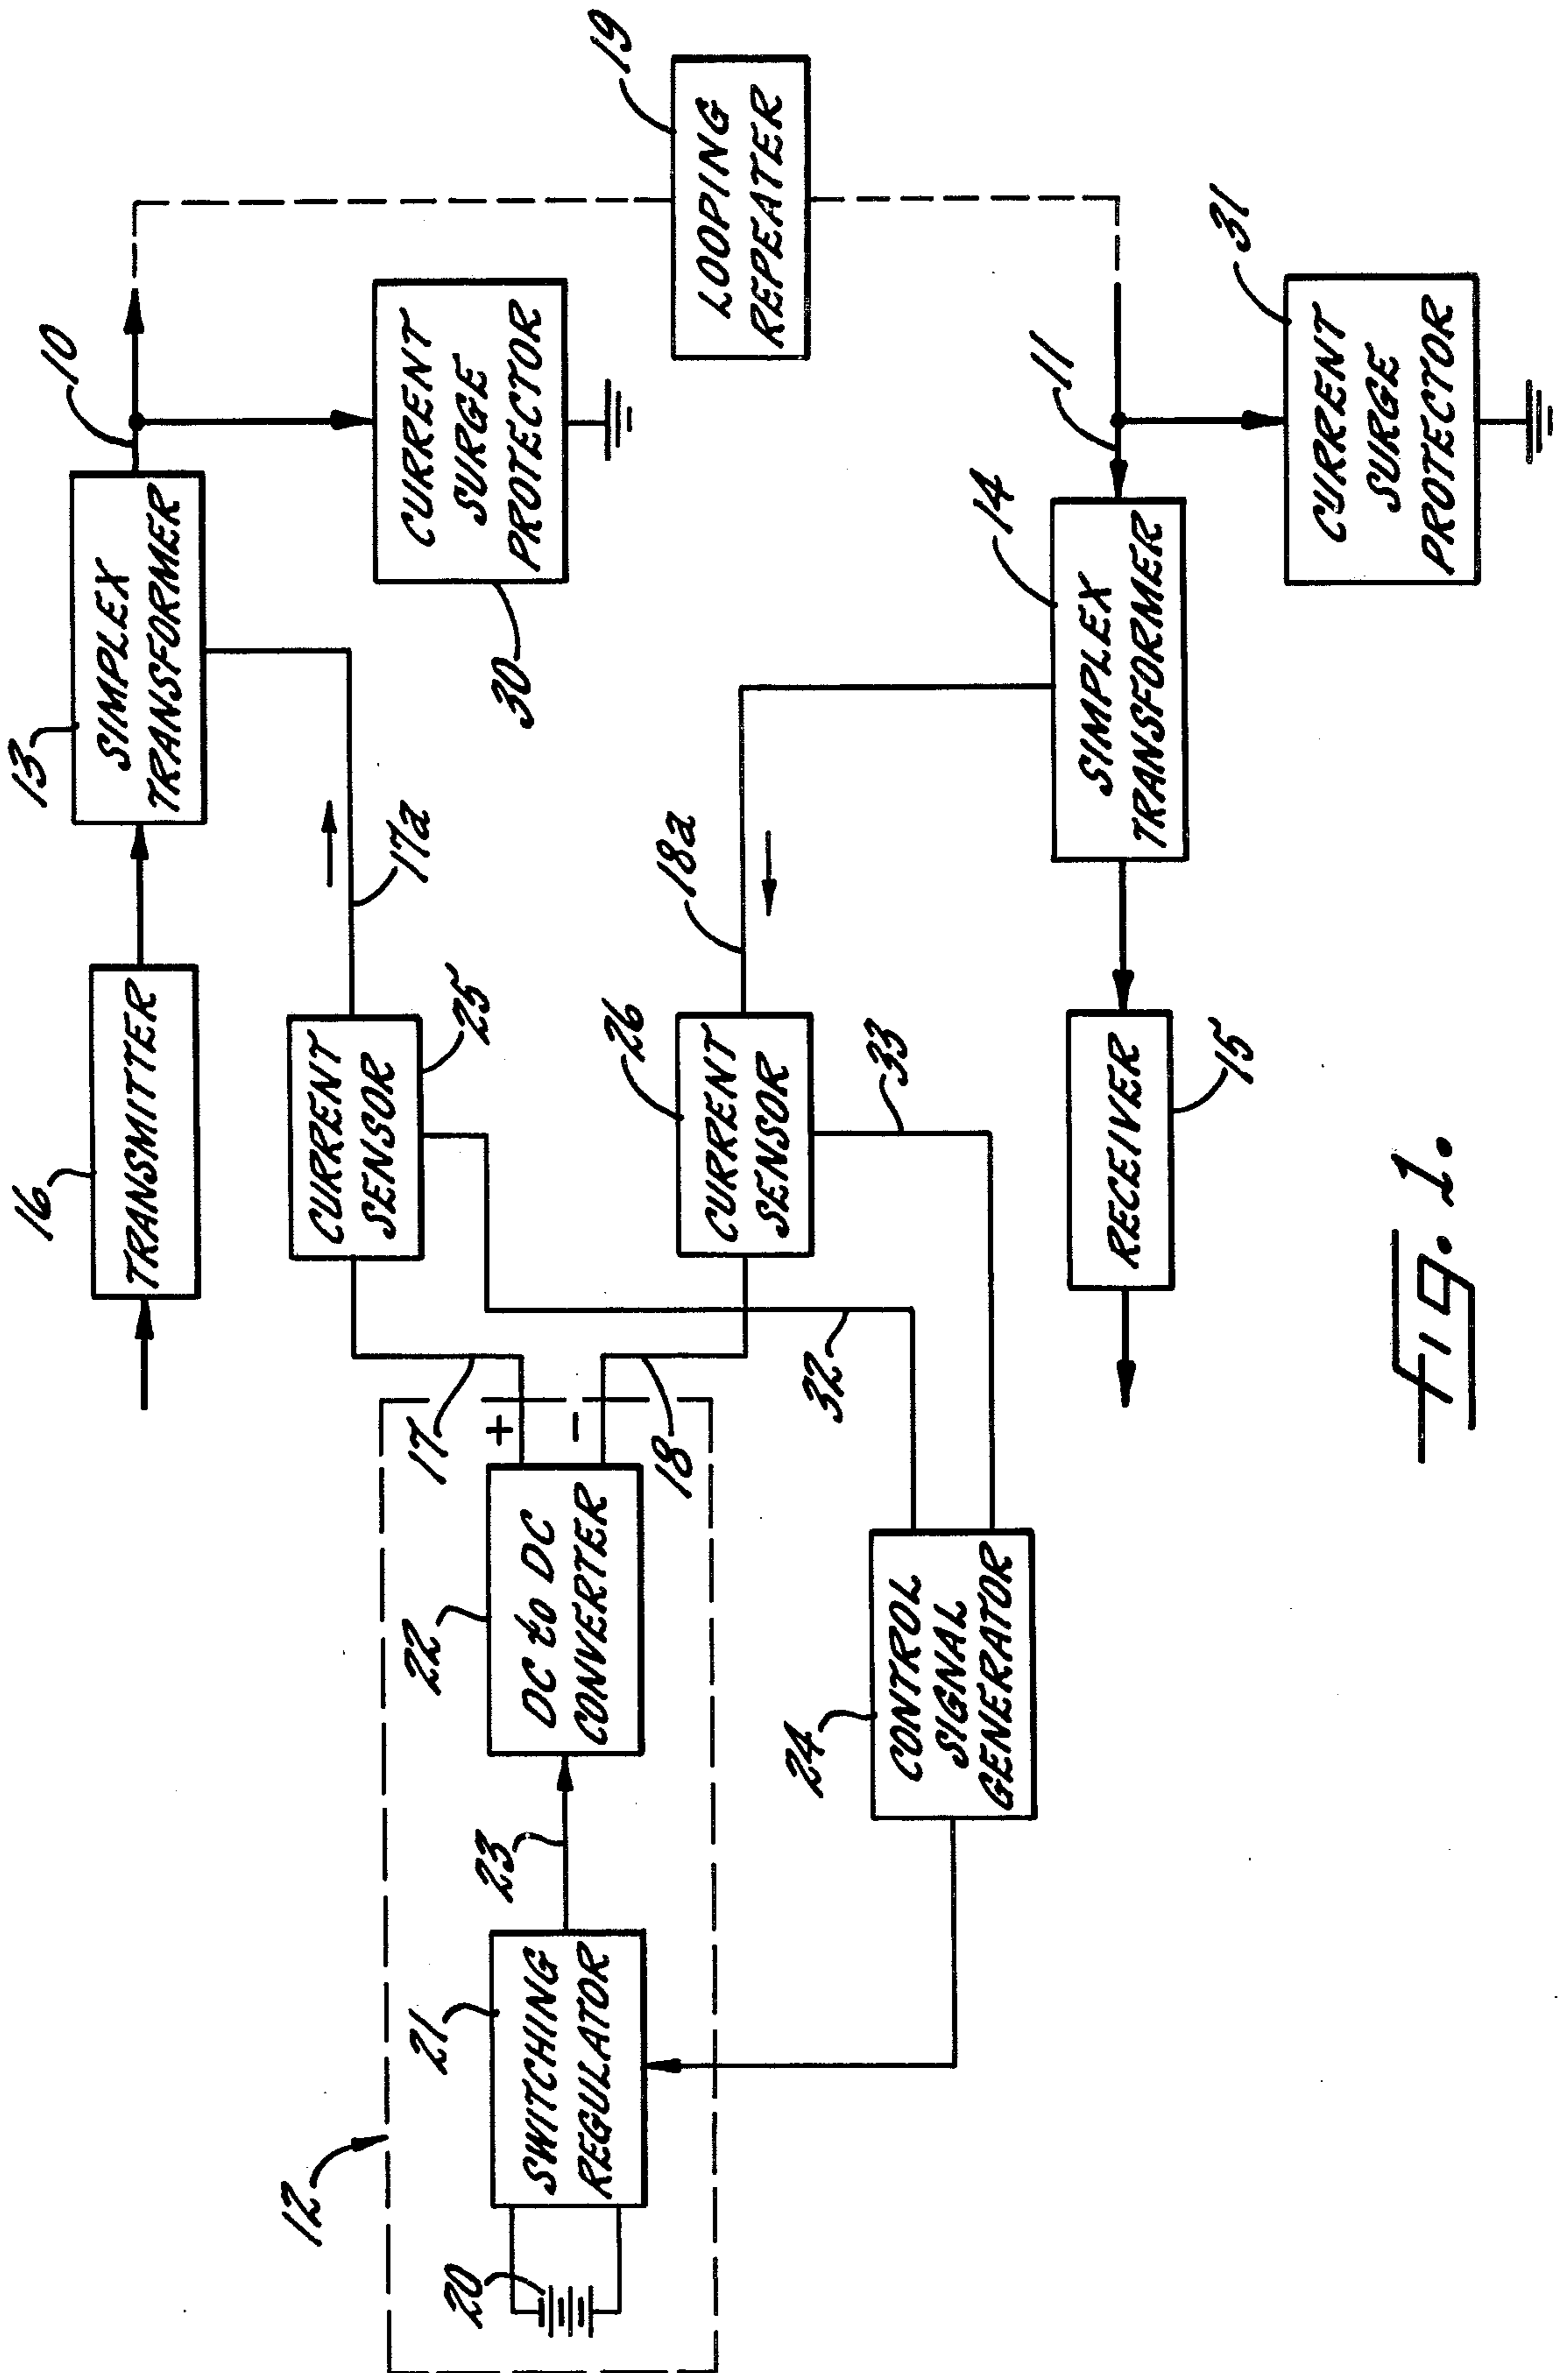 16
TRANSMITTER
13
SIMPLEX
TRANSFORMER
10
CURRENT
SENSOR
25
17a
30
CURRENT
SURGE
PROTECTOR
19
LOOPING
REPEATER
12
20
21
SWITCHING
REGULATOR
23
22
DC to DC
CONVERTER
+
-
17
18
26
CURRENT
SENSOR
18a
33
32
24
CONTROL
SIGNAL
GENERATOR
RECEIVER
15
14
SIMPLEX
TRANSFORMER
11
31
CURRENT
SURGE
PROTECTOR
Fig. 1.